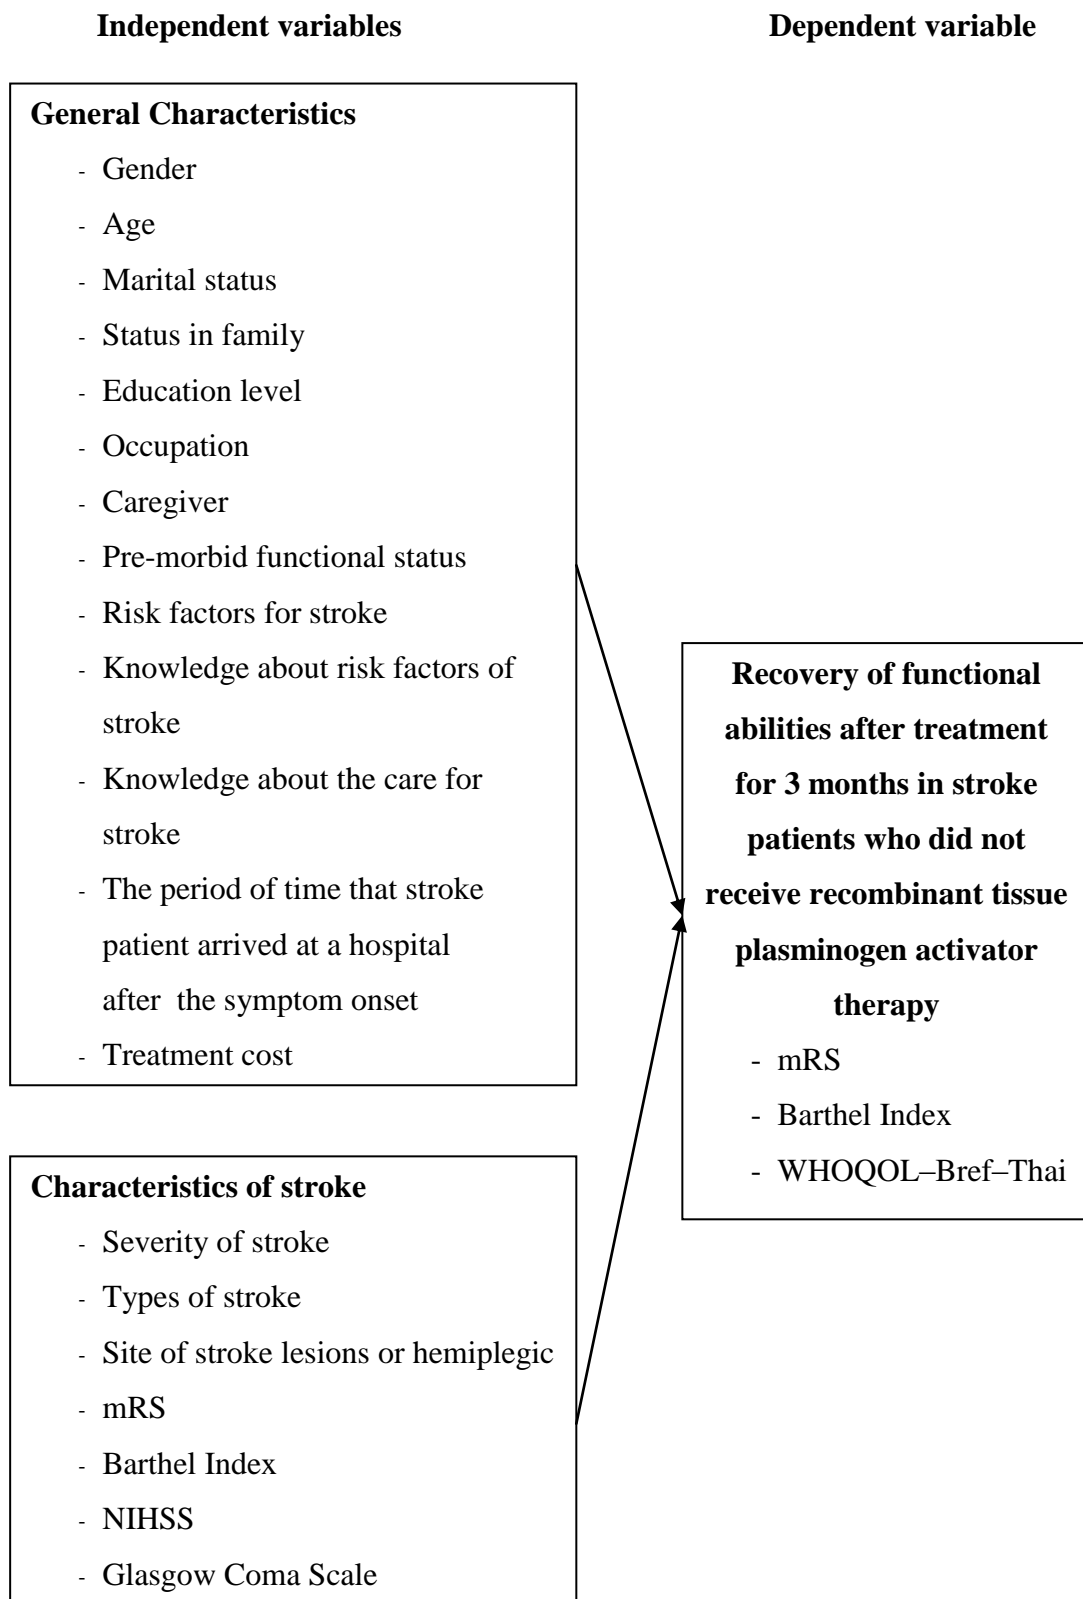 Independent variables
Dependent variable
General Characteristics
- Gender
- Age
- Marital status
- Status in family
- Education level
- Occupation
- Caregiver
- Pre-morbid functional status
- Risk factors for stroke
- Knowledge about risk factors of
stroke
- Knowledge about the care for
stroke
- The period of time that stroke
patient arrived at a hospital
after the symptom onset
- Treatment cost
Characteristics of stroke
- Severity of stroke
- Types of stroke
- Site of stroke lesions or hemiplegic
- mRS
- Barthel Index
- NIHSS
- Glasgow Coma Scale
Recovery of functional
abilities after treatment
for 3 months in stroke
patients who did not
receive recombinant tissue
plasminogen activator
therapy
- mRS
- Barthel Index
- WHOQOL–Bref–Thai